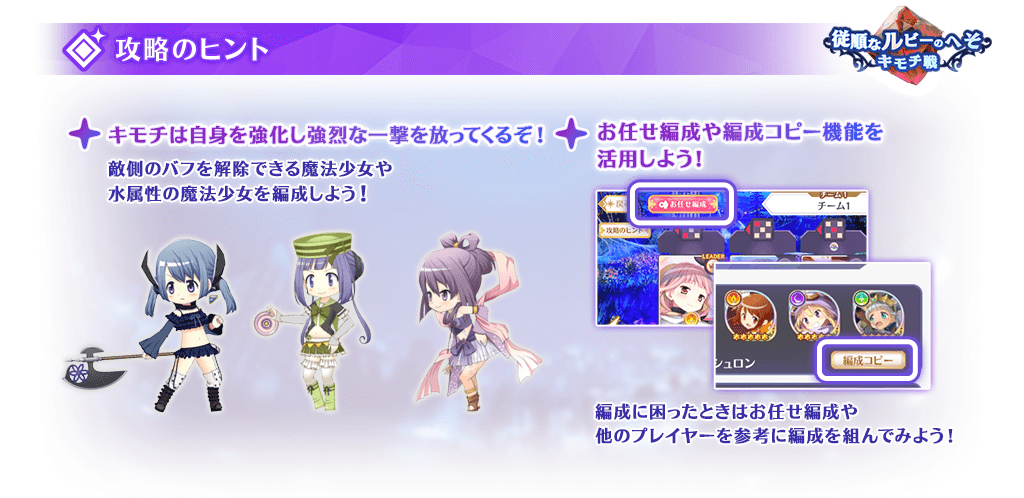 攻略のヒント
従順なルビーのへそ
キモチ戦
キモチは自身を強化し強烈な一撃を放ってくるぞ!
敵側のバフを解除できる魔法少女や
水属性の魔法少女を編成しよう!
お任せ編成や編成コピー機能を
活用しよう!
お任せ編成
チーム1
攻略のヒント
LEADER
シュロン
編成コピー
編成に困ったときはお任せ編成や
他のプレイヤーを参考に編成を組んでみよう!